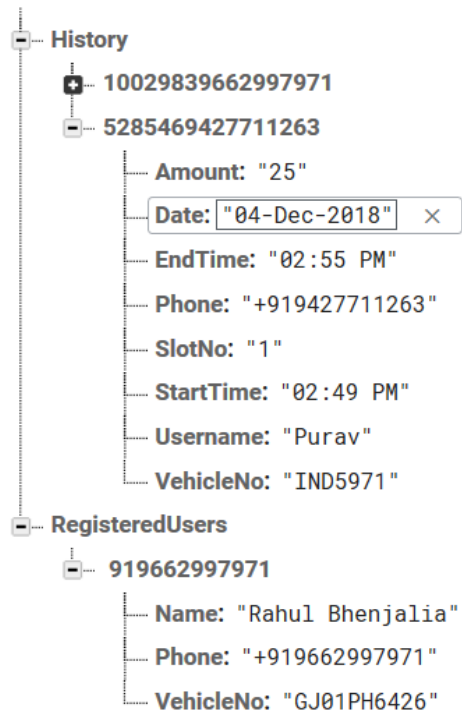 History
10029839662997971
5285469427711263
Amount: "25"
Date: "04-Dec-2018" ×
EndTime: "02:55 PM"
Phone: "+919427711263"
SlotNo: "1"
StartTime: "02:49 PM"
Username: "Purav"
VehicleNo: "IND5971"
RegisteredUsers
919662997971
Name: "Rahul Bhenjalia"
Phone: "+919662997971"
VehicleNo: "GJ01PH6426"